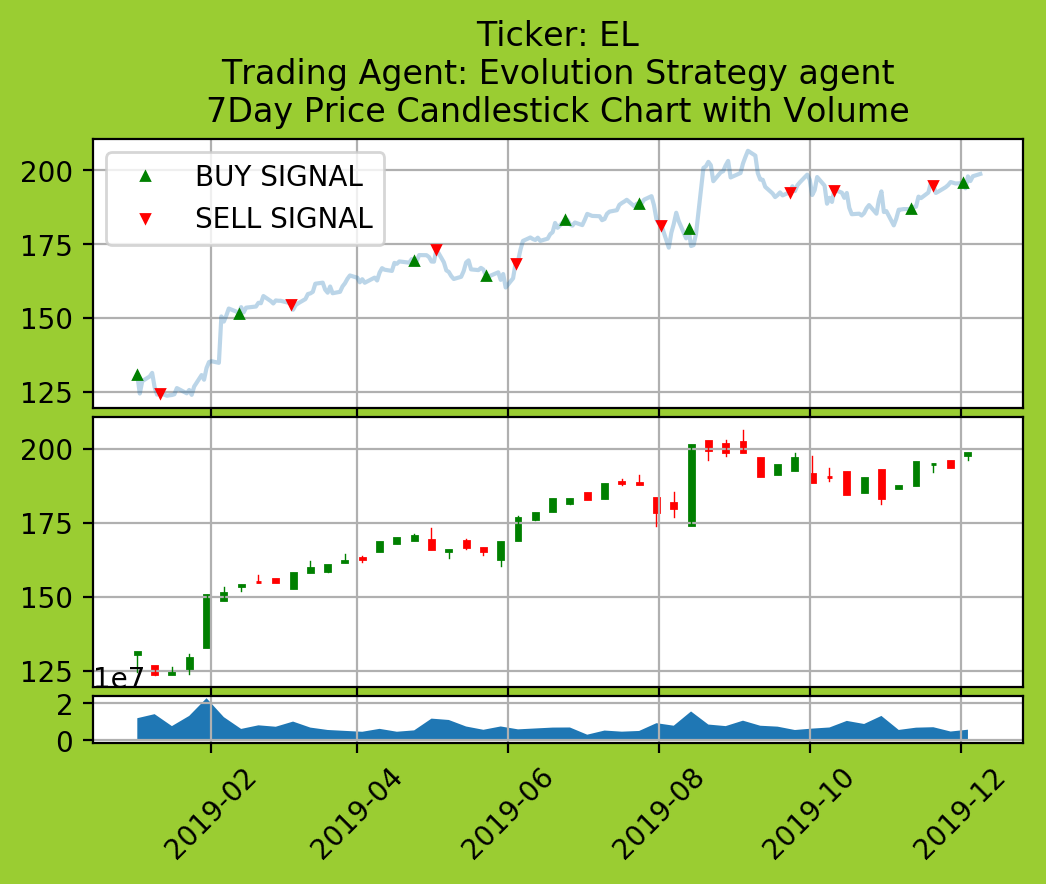 Ticker: EL
Trading Agent: Evolution Strategy agent
7Day Price Candlestick Chart with Volume
BUY SIGNAL
SELL SIGNAL
200
175
150
125
200
175
150
125
1e7
2
0
2019-02
2019-04
2019-06
2019-08
2019-10
2019-12